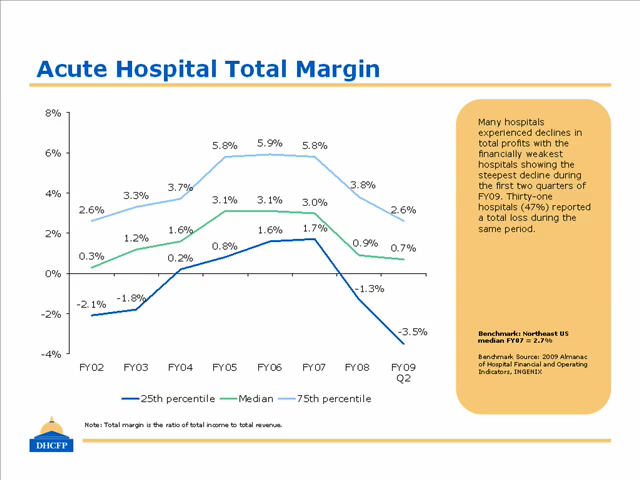 Acute Hospital Total Margin
8%
6%
4%
2%
0%
-2%
-4%
2.6%
3.3%
3.7%
5.8%
5.9%
5.8%
3.8%
2.6%
0.3%
1.2%
1.6%
3.1%
3.1%
3.0%
0.9%
0.7%
-2.1%
-1.8%
0.2%
0.8%
1.6%
1.7%
-1.3%
-3.5%
FY02 FY03 FY04 FY05 FY06 FY07 FY08 FY09
Q2
25th percentile Median 75th percentile
Many hospitals
experienced declines in
total profits with the
financially weakest
hospitals showing the
steepest decline during
the first two quarters of
FY09. Thirty-one
hospitals (47%) reported
a total loss during the
same period.
Benchmark: Northeast US
median FY07 = 2.7%
Benchmark Source: 2009 Almanac
of Hospital Financial and Operating
Indicators, INGENIX
Note: Total margin is the ratio of total income to total revenue.
DHCFP